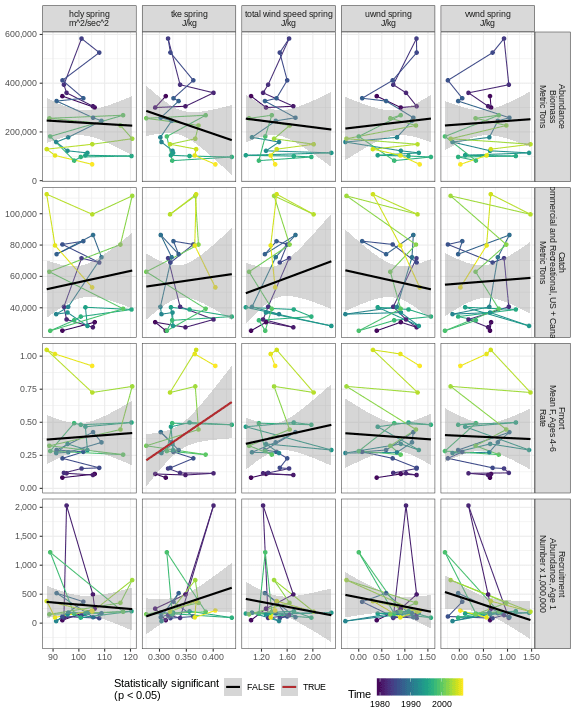 hcly spring
m^2/sec^2
tke spring
J/kg
total wind speed spring
J/kg
uwnd spring
J/kg
vwnd spring
J/kg
600,000
400,000
200,000
0
Abundance
Biomass
Metric Tons
100,000
80,000
60,000
40,000
Catch
ommercial and Recreational, US + Cana
Metric Tons
1.00
0.75
0.50
0.25
0.00
Fmort
Mean F, Ages 4-6
Rate
2,000
1,500
1,000
500
0
Recruitment
Abundance, Age 1
Number x 1,000,000
90 100 110 120
0.300 0.350 0.400
1.20 1.60 2.00
0.00 0.50 1.00 1.50
0.00 0.50 1.00 1.50
Statistically significant
(p < 0.05)
FALSE
TRUE
Time
1980 1990 2000